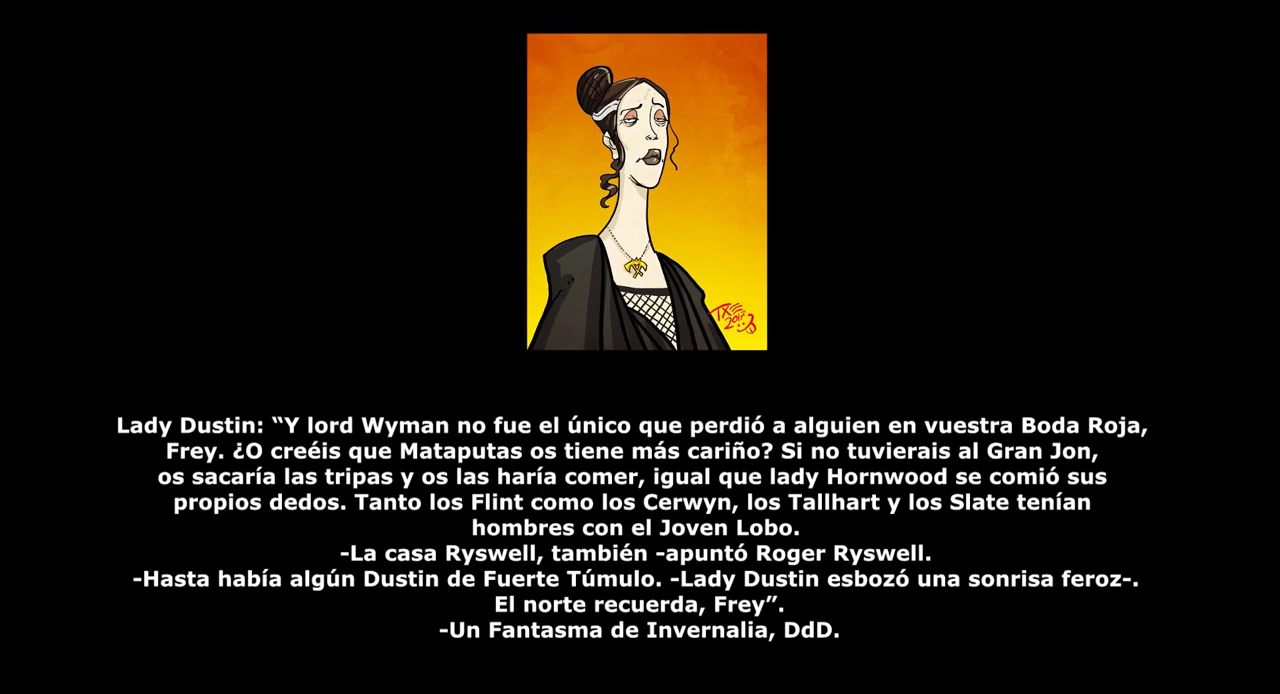 TX
2017
Lady Dustin: “Y lord Wyman no fue el único que perdió a alguien en vuestra Boda Roja,
Frey. ¿O creéis que Mataputas os tiene más cariño? Si no tuvierais al Gran Jon,
os sacaría las tripas y os las haría comer, igual que lady Hornwood se comió sus
propios dedos. Tanto los Flint como los Cerwyn, los Tallhart y los Slate tenían
hombres con el Joven Lobo.
-La casa Ryswell, también -apuntó Roger Ryswell.
-Hasta había algún Dustin de Fuerte Túmulo. -Lady Dustin esbozó una sonrisa feroz-.
El norte recuerda, Frey”.
-Un Fantasma de Invernalia, DdD.